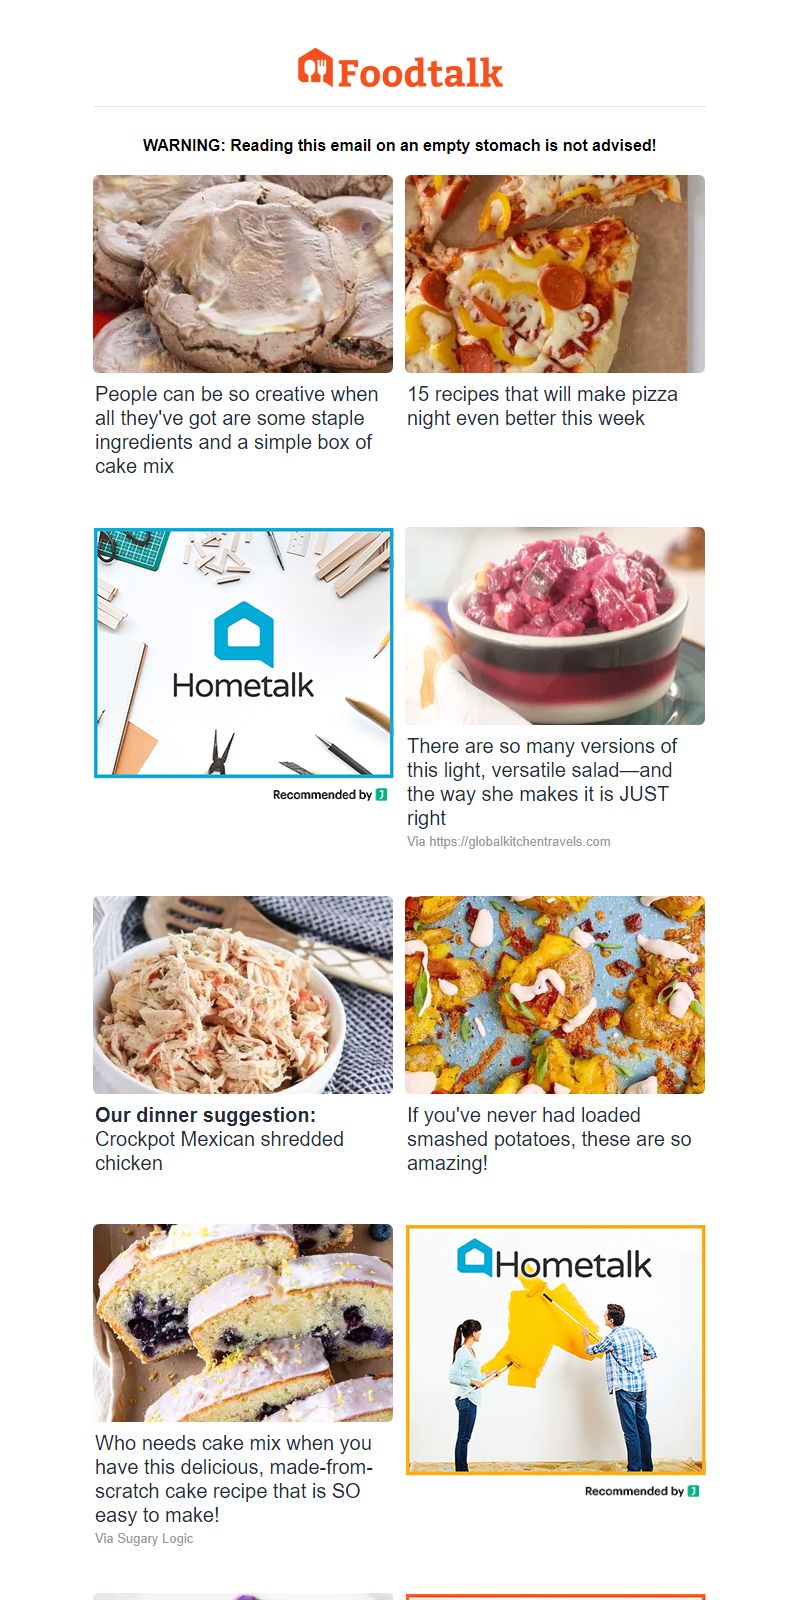 Foodtalk
WARNING: Reading this email on an empty stomach is not advised!
People can be so creative when
all they've got are some staple
ingredients and a simple box of
cake mix
15 recipes that will make pizza
night even better this week
Hometalk
Recommended by
There are so many versions of
this light, versatile salad—and
the way she makes it is JUST
right
Via https://globalkitchentravels.com
Our dinner suggestion:
Crockpot Mexican shredded
chicken
If you've never had loaded
smashed potatoes, these are so
amazing!
Who needs cake mix when you
have this delicious, made-from-
scratch cake recipe that is SO
easy to make!
Via Sugary Logic
Hometalk
Recommended by